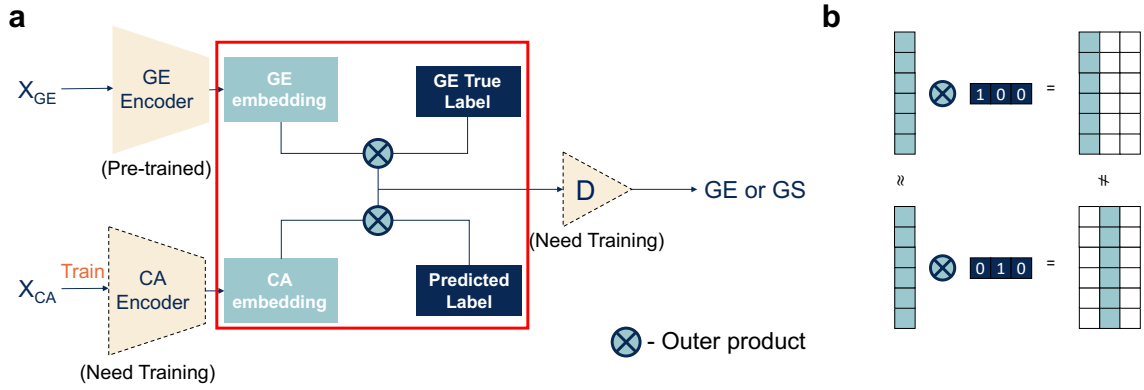 a
X_GE
GE
Encoder
(Pre-trained)
GE
embedding
GE True
Label
D
GE or GS
(Need Training)
Train
X_CA
CA
Encoder
(Need Training)
CA
embedding
Predicted
Label
- Outer product
b
1 0 0
=
≈
≠
0 1 0
=